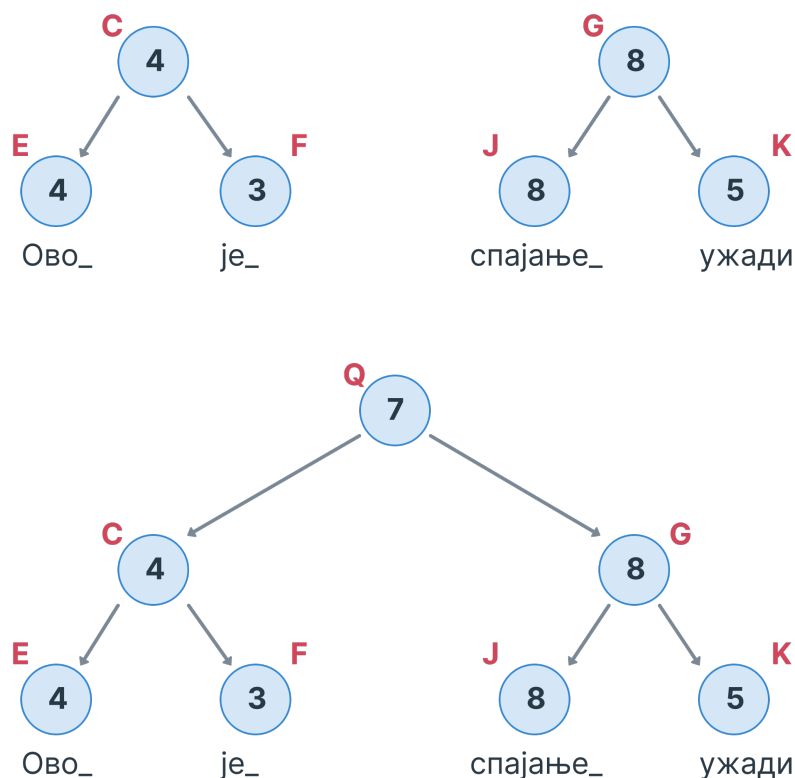 C G
4 8
E F J K
4 3 8 5
Ово_ је_ спајање_ ужади
Q
7
C G
4 8
E F J K
4 3 8 5
Ово_ је_ спајање_ ужади